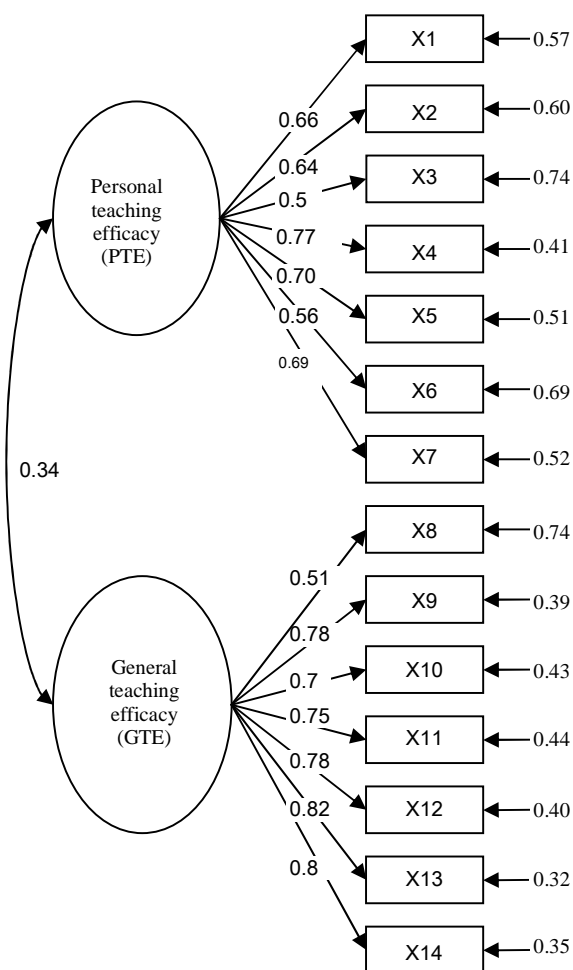 X1
0.57
X2
0.60
0.66
X3
0.74
0.64
Personal
teaching
efficacy
(PTE)
0.5
0.77
X4
0.41
0.70
X5
0.51
0.56
0.69
X6
0.69
X7
0.52
0.34
X8
0.74
0.51
X9
0.39
0.78
General
teaching
efficacy
(GTE)
0.7
X10
0.43
0.75
X11
0.44
0.78
X12
0.40
0.82
0.8
X13
0.32
X14
0.35